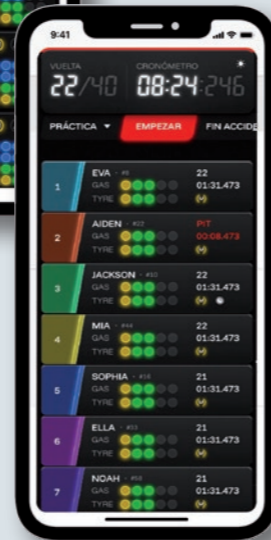 9:41
VUELTA
CRONÓMETRO
22/40
08:24:246
PRÁCTICA
EMPEZAR
FIN ACCIDE
1
EVA - #5
22
GAS
01:31.473
TYRE
2
AIDEN - #22
PIT
GAS
00:08.473
TYRE
3
JACKSON - #10
22
GAS
01:31.473
TYRE
4
MIA - #44
22
GAS
01:31.473
TYRE
5
SOPHIA
21
GAS
01:31.473
TYRE
6
ELLA
21
GAS
01:31.473
TYRE
7
NOAH
21
GAS
01:31.473
TYRE